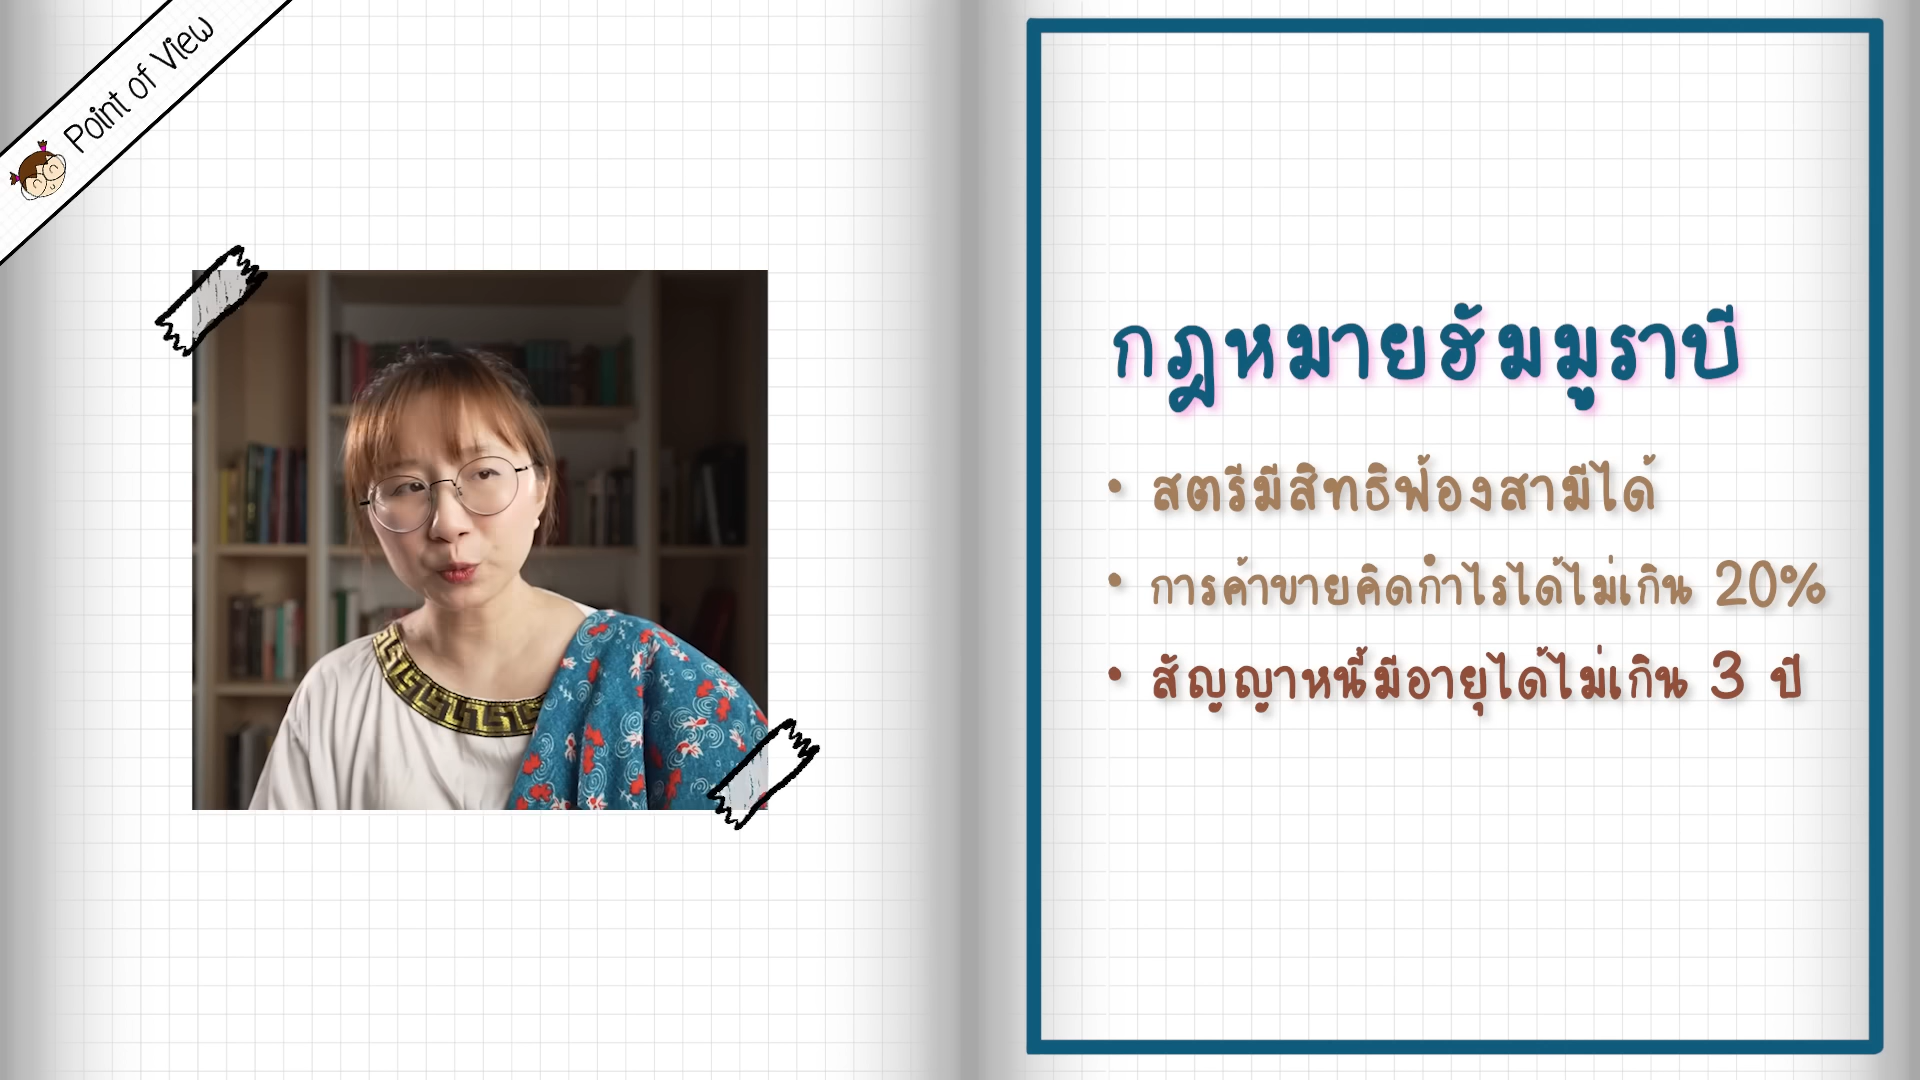 Point of View
กฎหมายฮัมมูราบี
• สตรีมีสิทธิฟ้องสามีได้
• การค้าขายคิดกำไรได้ไม่เกิน 20%
• สัญญาหนี้มีอายุได้ไม่เกิน 3 ปี